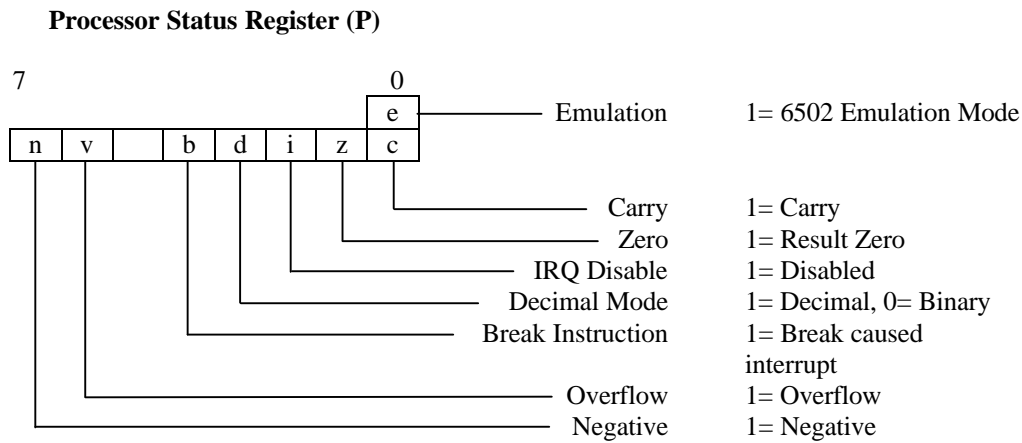 Processor Status Register (P)
7 0
e Emulation 1= 6502 Emulation Mode
n v b d i z c
Carry 1= Carry
Zero 1= Result Zero
IRQ Disable 1= Disabled
Decimal Mode 1= Decimal, 0= Binary
Break Instruction 1= Break caused
interrupt
Overflow 1= Overflow
Negative 1= Negative